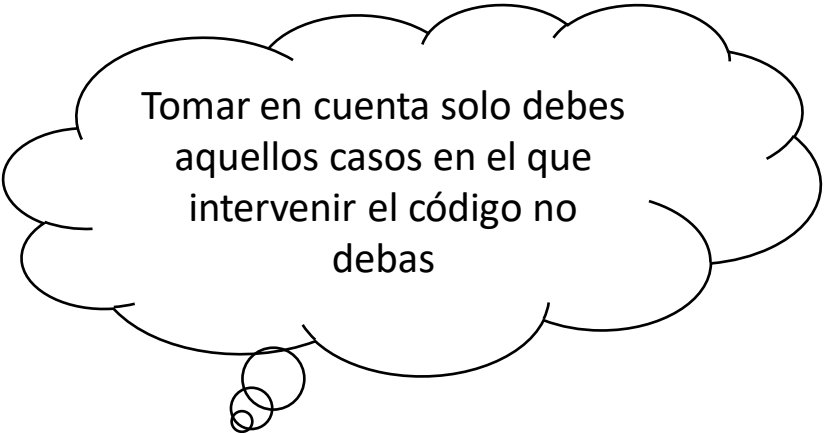 Tomar en cuenta solo debes
aquellos casos en el que
intervenir el código no
debas